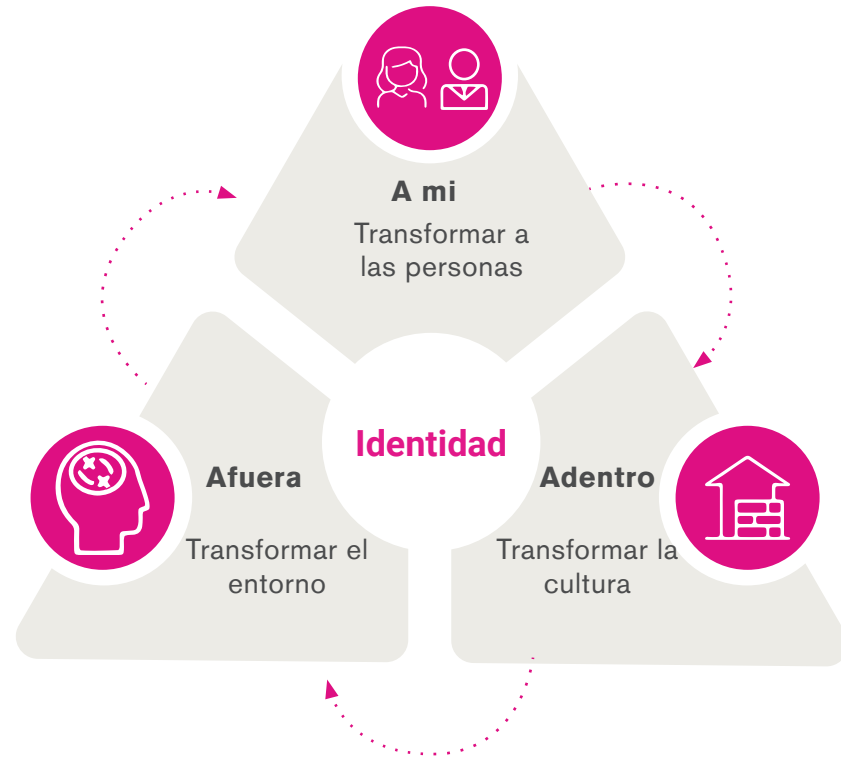 A mi
Transformar a
las personas
Identidad
Afuera
Transformar el
entorno
Adentro
Transformar la
cultura